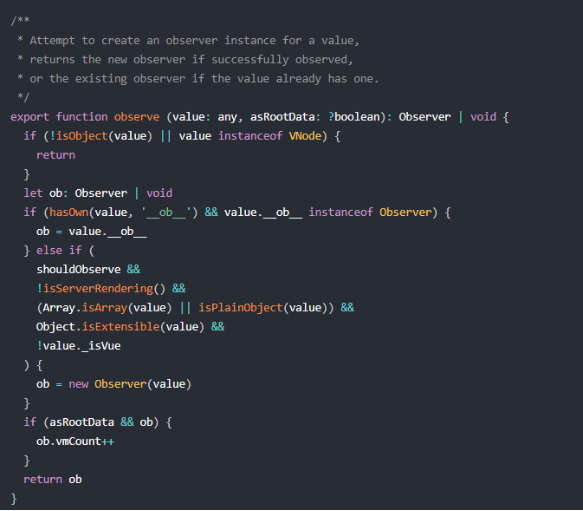 /**
 * Attempt to create an observer instance for a value,
 * returns the new observer if successfully observed,
 * or the existing observer if the value already has one.
 */
export function observe (value: any, asRootData: ?boolean): Observer | void {
  if (!isObject(value) || value instanceof VNode) {
    return
  }
  let ob: Observer | void
  if (hasOwn(value, '__ob__') && value.__ob__ instanceof Observer) {
    ob = value.__ob__
  } else if (
    shouldObserve &&
    !isServerRendering() &&
    (Array.isArray(value) || isPlainObject(value)) &&
    Object.isExtensible(value) &&
    !value._isVue
  ) {
    ob = new Observer(value)
  }
  if (asRootData && ob) {
    ob.vmCount++
  }
  return ob
}